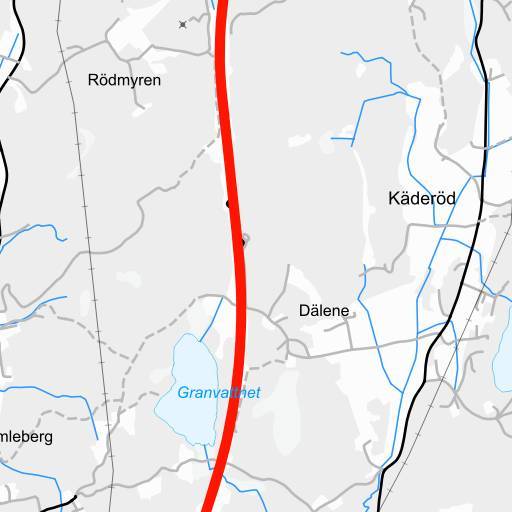 Rödmyren
Käderöd
Dälene
Granvattnet
mleberg